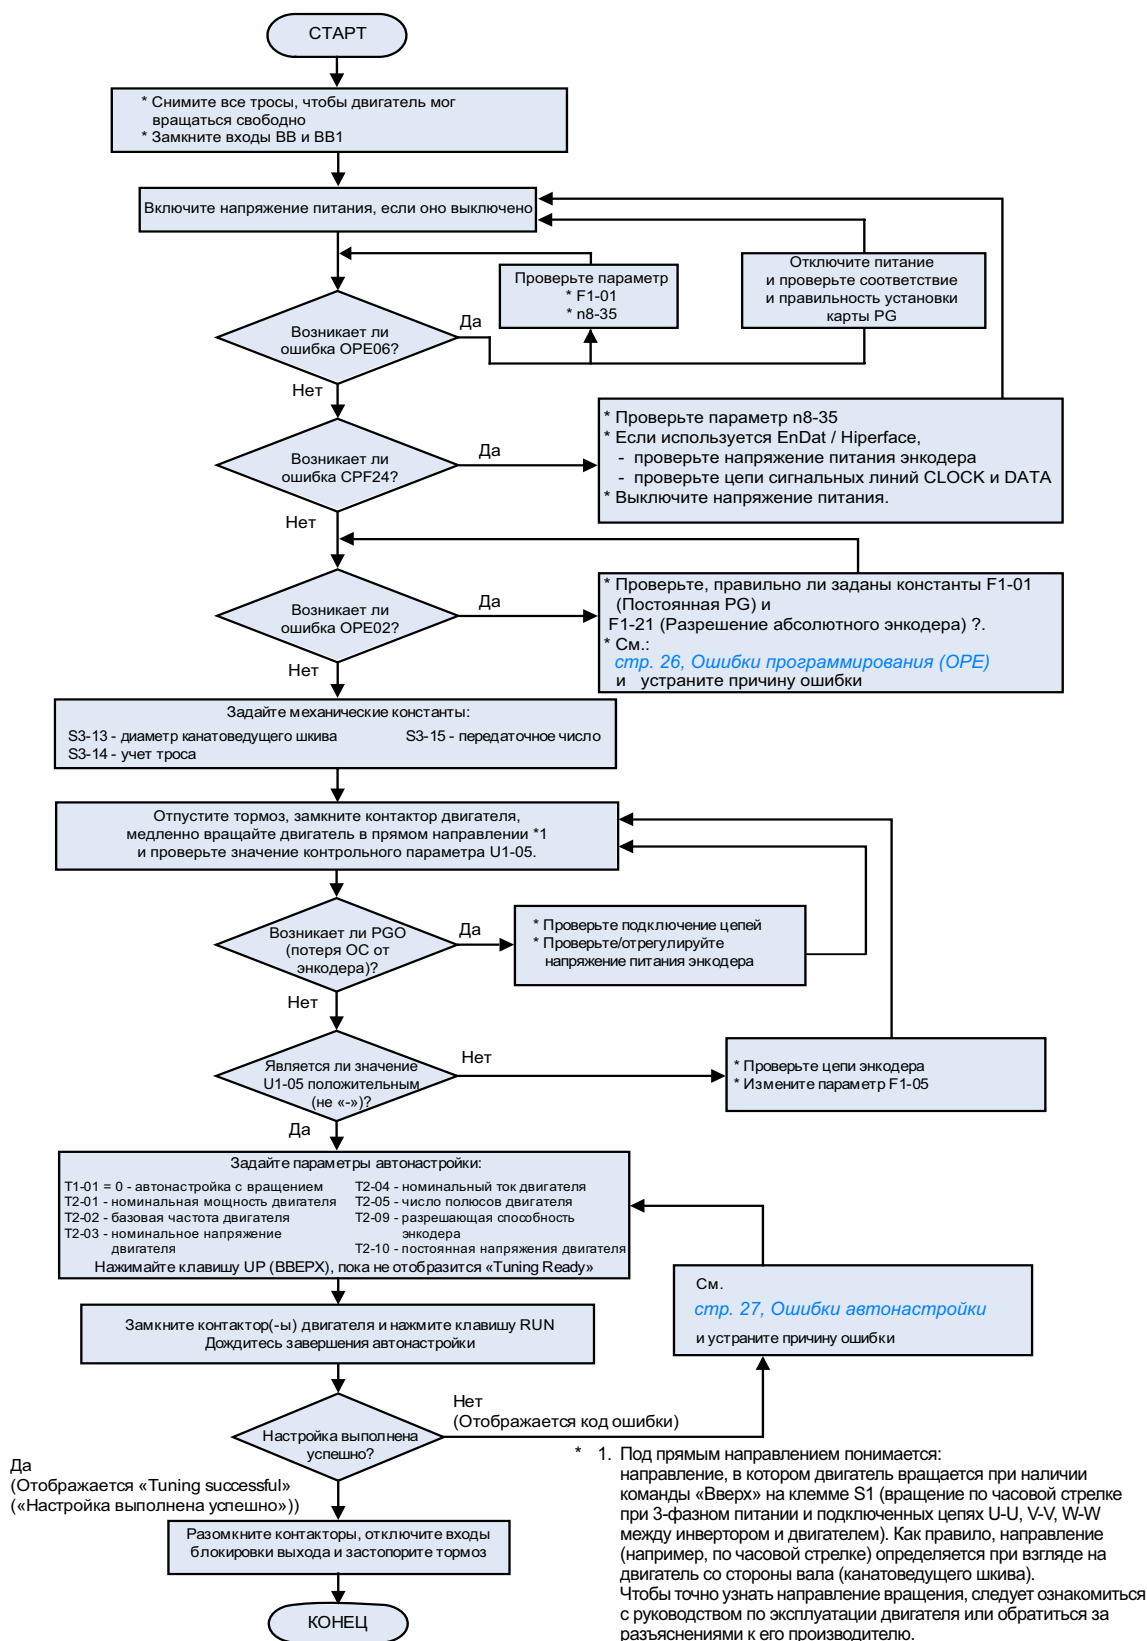 СТАРТ
* Снимите все тросы, чтобы двигатель мог
вращаться свободно
* Замкните входы BB и BB1
Включите напряжение питания, если оно выключено
Проверьте параметр
* F1-01
* n8-35
Отключите питание
и проверьте соответствие
и правильность установки
карты PG
Возникает ли
ошибка OPE06?
Да
Нет
Возникает ли
ошибка CPF24?
Да
* Проверьте параметр n8-35
* Если используется EnDat / Hiperface,
- проверьте напряжение питания энкодера
- проверьте цепи сигнальных линий CLOCK и DATA
* Выключите напряжение питания.
Нет
Возникает ли
ошибка OPE02?
Да
* Проверьте, правильно ли заданы константы F1-01
(Постоянная PG) и
F1-21 (Разрешение абсолютного энкодера) ?.
* См.:
стр. 26, Ошибки программирования (OPE)
и устраните причину ошибки
Нет
Задайте механические константы:
S3-13 - диаметр канатоведущего шкива
S3-15 - передаточное число
S3-14 - учет троса
Отпустите тормоз, замкните контактор двигателя,
медленно вращайте двигатель в прямом направлении *1
и проверьте значение контрольного параметра U1-05.
Возникает ли PGO
(потеря ОС от
энкодера)?
Да
* Проверьте подключение цепей
* Проверьте/отрегулируйте
напряжение питания энкодера
Нет
Является ли значение
U1-05 положительным
(не «-»)?
Нет
* Проверьте цепи энкодера
* Измените параметр F1-05
Да
Задайте параметры автонастройки:
T1-01 = 0 - автонастройка с вращением
T2-01 - номинальная мощность двигателя
T2-02 - базовая частота двигателя
T2-03 - номинальное напряжение
двигателя
T2-04 - номинальный ток двигателя
T2-05 - число полюсов двигателя
T2-09 - разрешающая способность
энкодера
T2-10 - постоянная напряжения двигателя
Нажимайте клавишу UP (ВВЕРХ), пока не отобразится «Tuning Ready»
См.
стр. 27, Ошибки автонастройки
и устраните причину ошибки
Замкните контактор(-ы) двигателя и нажмите клавишу RUN
Дождитесь завершения автонастройки
Настройка выполнена
успешно?
Нет
(Отображается код ошибки)
Да
(Отображается «Tuning successful»
(«Настройка выполнена успешно»))
Разомкните контакторы, отключите входы
блокировки выхода и застопорите тормоз
КОНЕЦ
* 1. Под прямым направлением понимается:
направление, в котором двигатель вращается при наличии
команды «Вверх» на клемме S1 (вращение по часовой стрелке
при 3-фазном питании и подключенных цепях U-U, V-V, W-W
между инвертором и двигателем). Как правило, направление
(например, по часовой стрелке) определяется при взгляде на
двигатель со стороны вала (канатоведущего шкива).
Чтобы точно узнать направление вращения, следует ознакомиться
с руководством по эксплуатации двигателя или обратиться за
разъяснениями к его производителю.